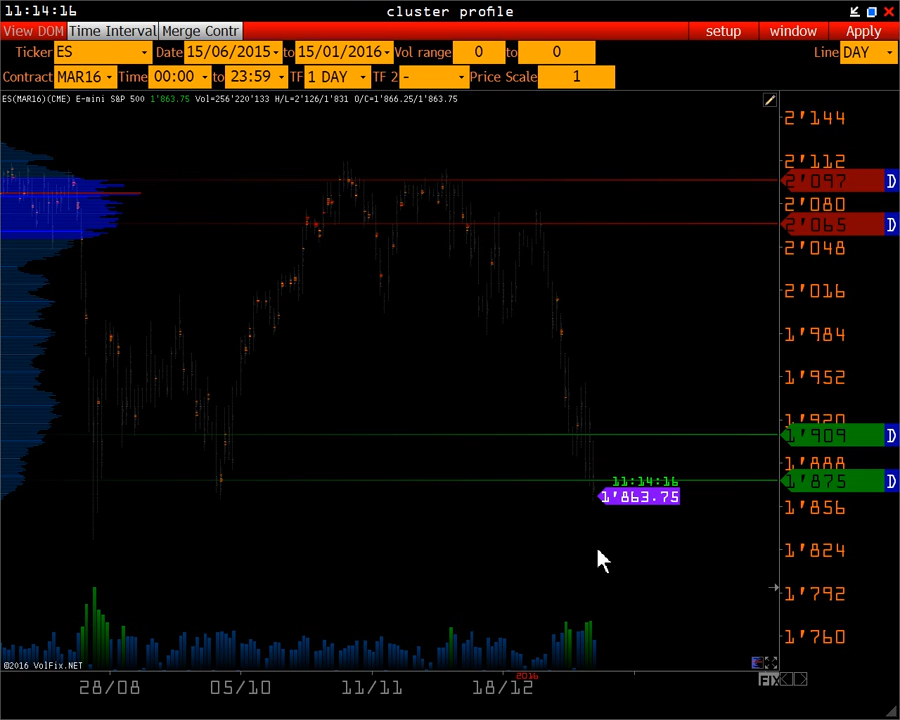 11:14:16 cluster profile
View DOM Time Interval Merge Contr setup window Apply
Ticker ES Date 15/06/2015 to 15/01/2016 Vol range 0 to 0 Line DAY
Contract MAR16 Time 00:00 to 23:59 TF 1 DAY TF 2 - Price Scale 1
ES(MAR16)(CME) E-mini S&P 500 1'863.75 Vol=256'220'133 H/L=2'126/1'831 O/C=1'866.25/1'863.75
2'144
2'112
2'097 D
2'080
2'065 D
2'048
2'016
1'984
1'952
1'920
1'909 D
1'888
11:14:16 1'875 D
1'863.75
1'856
1'824
1'792
1'760
©2016 VolFix.NET
2016
FIX
28/08 05/10 11/11 18/12